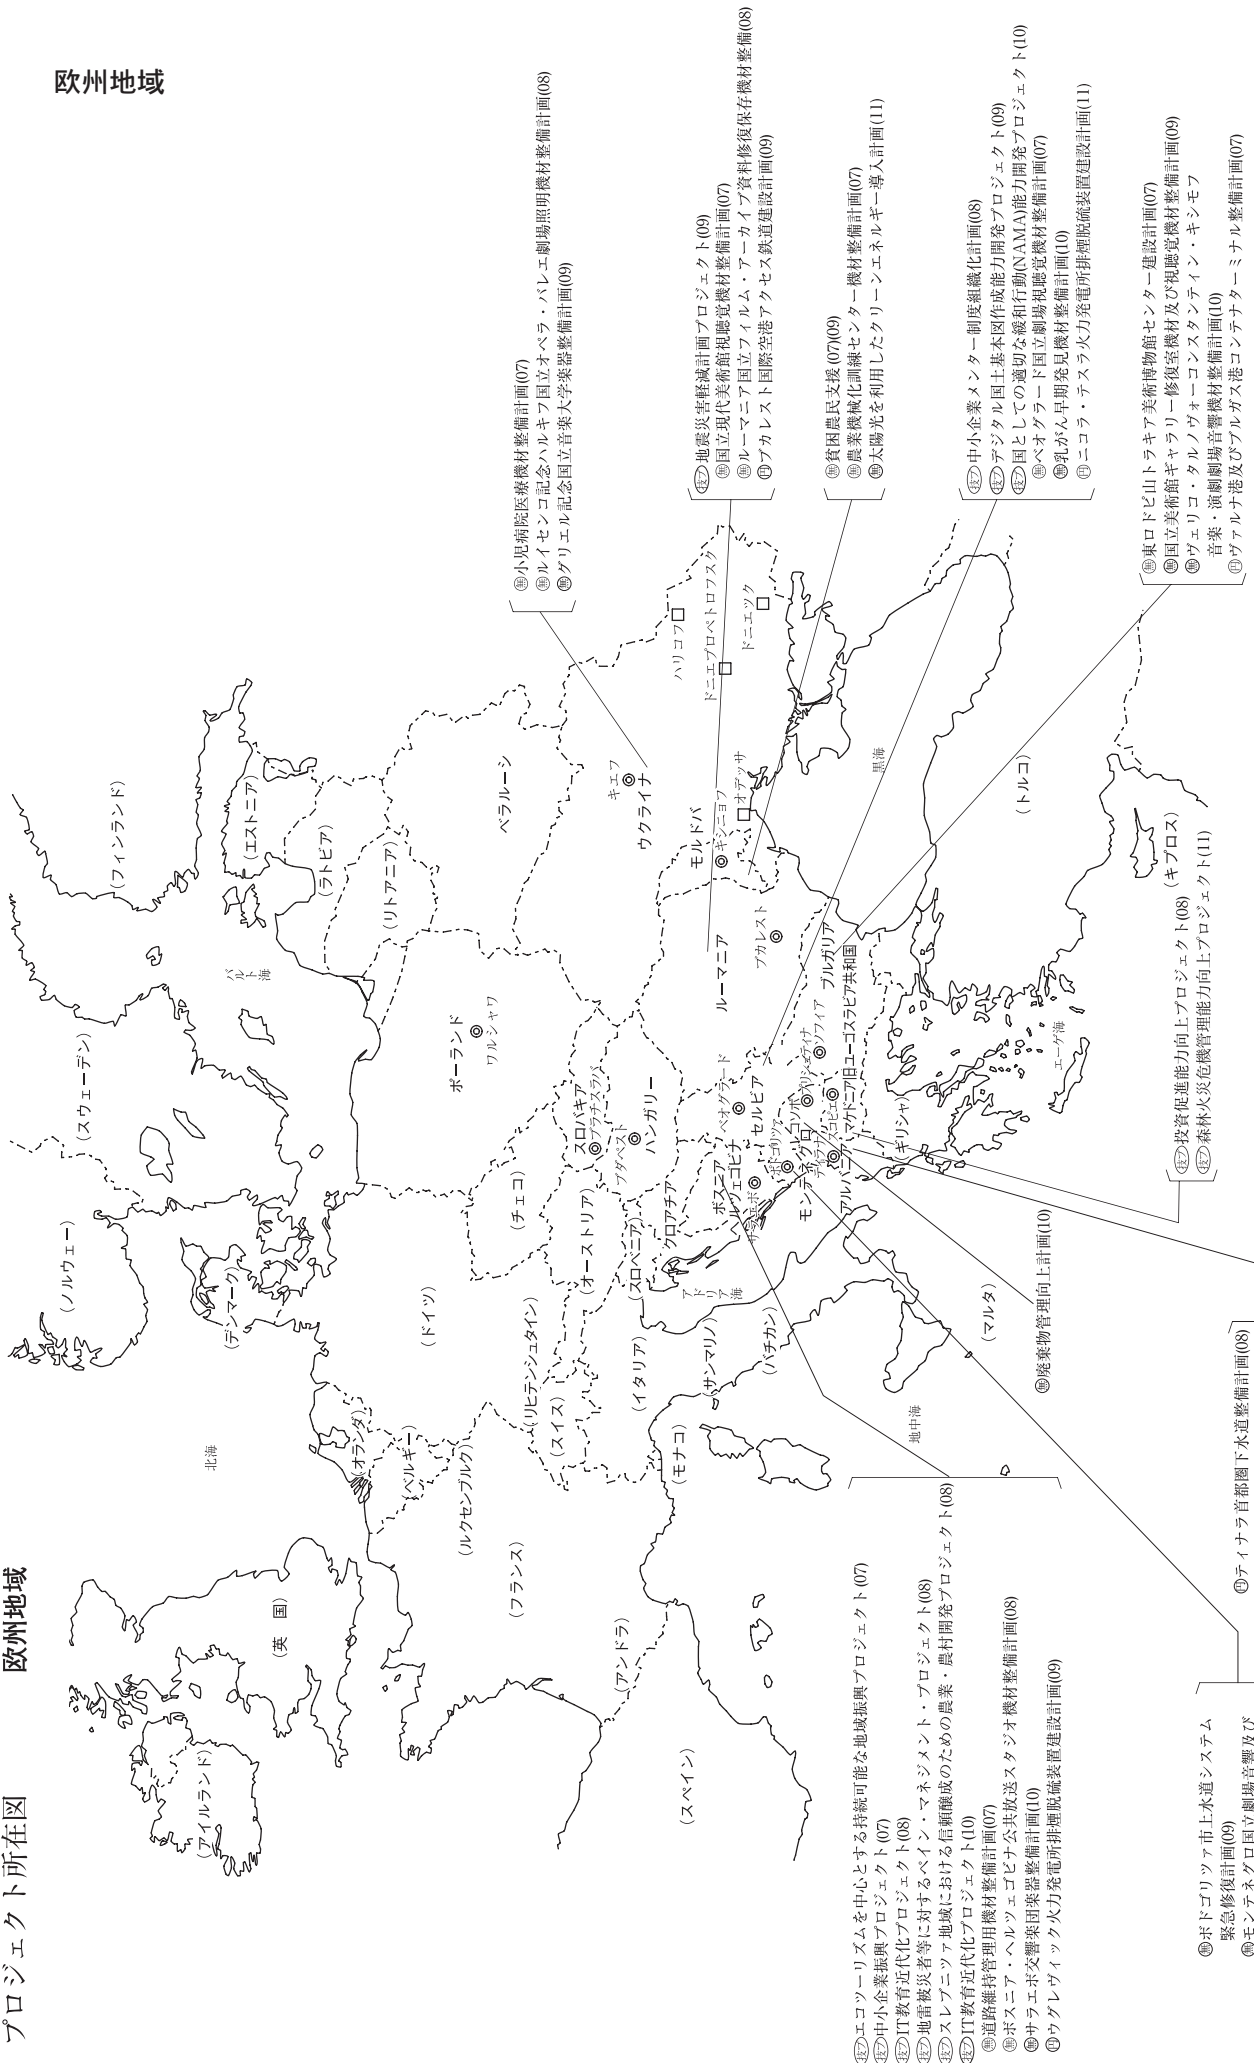 欧州地域
プロジェクト所在図　欧州地域
㊍小児病院医療機材整備計画(07)
㊍ルイセンコ記念ハルキフ国立オペラ・バレエ劇場照明機材整備計画(08)
㊍グリエル記念国立音楽大学楽器整備計画(09)
技プ 地震災害軽減計画プロジェクト(09)
無 国立現代美術館視聴覚機材整備計画(07)
無 ルーマニア国立フィルム・アーカイブ資料修復保存機材整備(08)
円 ブカレスト国際空港アクセス鉄道建設計画(09)
無 貧困農民支援(07)(09)
無 農業機械化訓練センター機材整備計画(07)
無 太陽光を利用したクリーンエネルギー導入計画(11)
技プ 中小企業メンター制度組織化計画(08)
技プ デジタル国土基本図作成能力開発プロジェクト(09)
技プ 国としての適切な緩和行動(NAMA)能力開発プロジェクト(10)
無 ベオグラード国立劇場視聴覚機材整備計画(07)
無 乳がん早期発見機材整備計画(10)
円 ニコラ・テスラ火力発電所排煙脱硫装置建設計画(11)
無 東ロドピ山トラキア美術博物館センター建設計画(07)
無 国立美術館ギャラリー修復室機材及び視聴覚機材整備計画(09)
無 ヴェリコ・タルノヴォーコンスタンティン・キシモフ
音楽・演劇劇場音響機材整備計画(10)
円 ヴァルナ港及びブルガス港コンテナターミナル整備計画(07)
技プ 投資促進能力向上プロジェクト(08)
技プ 森林火災危機管理能力向上プロジェクト(11)
無 廃棄物管理向上計画(10)
円 ティナラ首都圏下水道整備計画(08)
技プ エコツーリズムを中心とする持続可能な地域振興プロジェクト(07)
技プ 中小企業振興プロジェクト(07)
技プ IT教育近代化プロジェクト(08)
技プ 地雷被災者等に対するペイン・マネジメント・プロジェクト(08)
技プ スレブニツァ地域における信頼醸成のための農業・農村開発プロジェクト(08)
技プ IT教育近代化プロジェクト(10)
無 道路維持管理用機材整備計画(07)
無 ボスニア・ヘルツェゴビナ公共放送スタジオ機材整備計画(08)
無 サラエボ交響楽団楽器整備計画(10)
円 ウグレヴィック火力発電所排煙脱硫装置建設計画(09)
無 ポドゴリツァ市上水道システム
緊急修復計画(09)
無 モンテネグロ国立劇場音響及び
(フィンランド)
(スウェーデン)
(ノルウェー)
(エストニア)
(ラトビア)
(リトアニア)
バルト海
(デンマーク)
北海
(英　国)
(アイルランド)
(オランダ)
(ベルギー)
(ルクセンブルク)
(フランス)
(ドイツ)
(リヒテンシュタイン)
(スイス)
(アンドラ)
(スペイン)
(モナコ)
(イタリア)
(サンマリノ)
(バチカン)
(マルタ)
地中海
アドリア海
ポーランド
ワルシャワ
ベラルーシ
ウクライナ
キエフ
ハリコフ
ドニエプロペトロフスク
ドニエック
オデッサ
モルドバ
キシニョフ
ルーマニア
ブカレスト
ブルガリア
ソフィア
黒海
(トルコ)
(キプロス)
エーゲ海
(ギリシャ)
(チェコ)
スロバキア
ブラチスラバ
(オーストリア)
ハンガリー
ブダペスト
(スロベニア)
クロアチア
ボスニア
ヘルツェゴビナ
サラエボ
セルビア
ベオグラード
モンテネグロ
ポドゴリツァ
コソボ
プリシュティナ
アルバニア
ティラナ
マケドニア旧ユーゴスラビア共和国
スコピエ